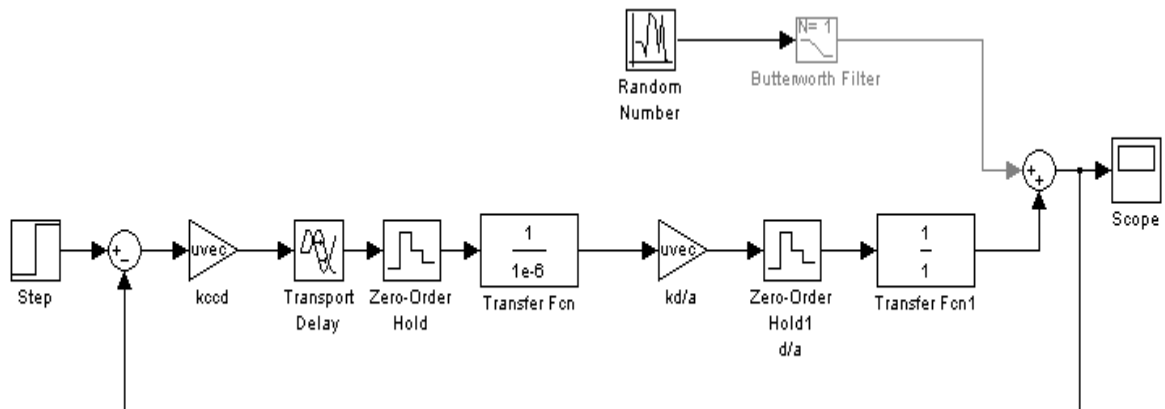 N= 1
Butterworth Filter
Random
Number
+
+
Scope
Step
+
−
uvec
kccd
Transport
Delay
Zero-Order
Hold
1
1e-6
Transfer Fcn
uvec
kd/a
Zero-Order
Hold1
d/a
1
1
Transfer Fcn1